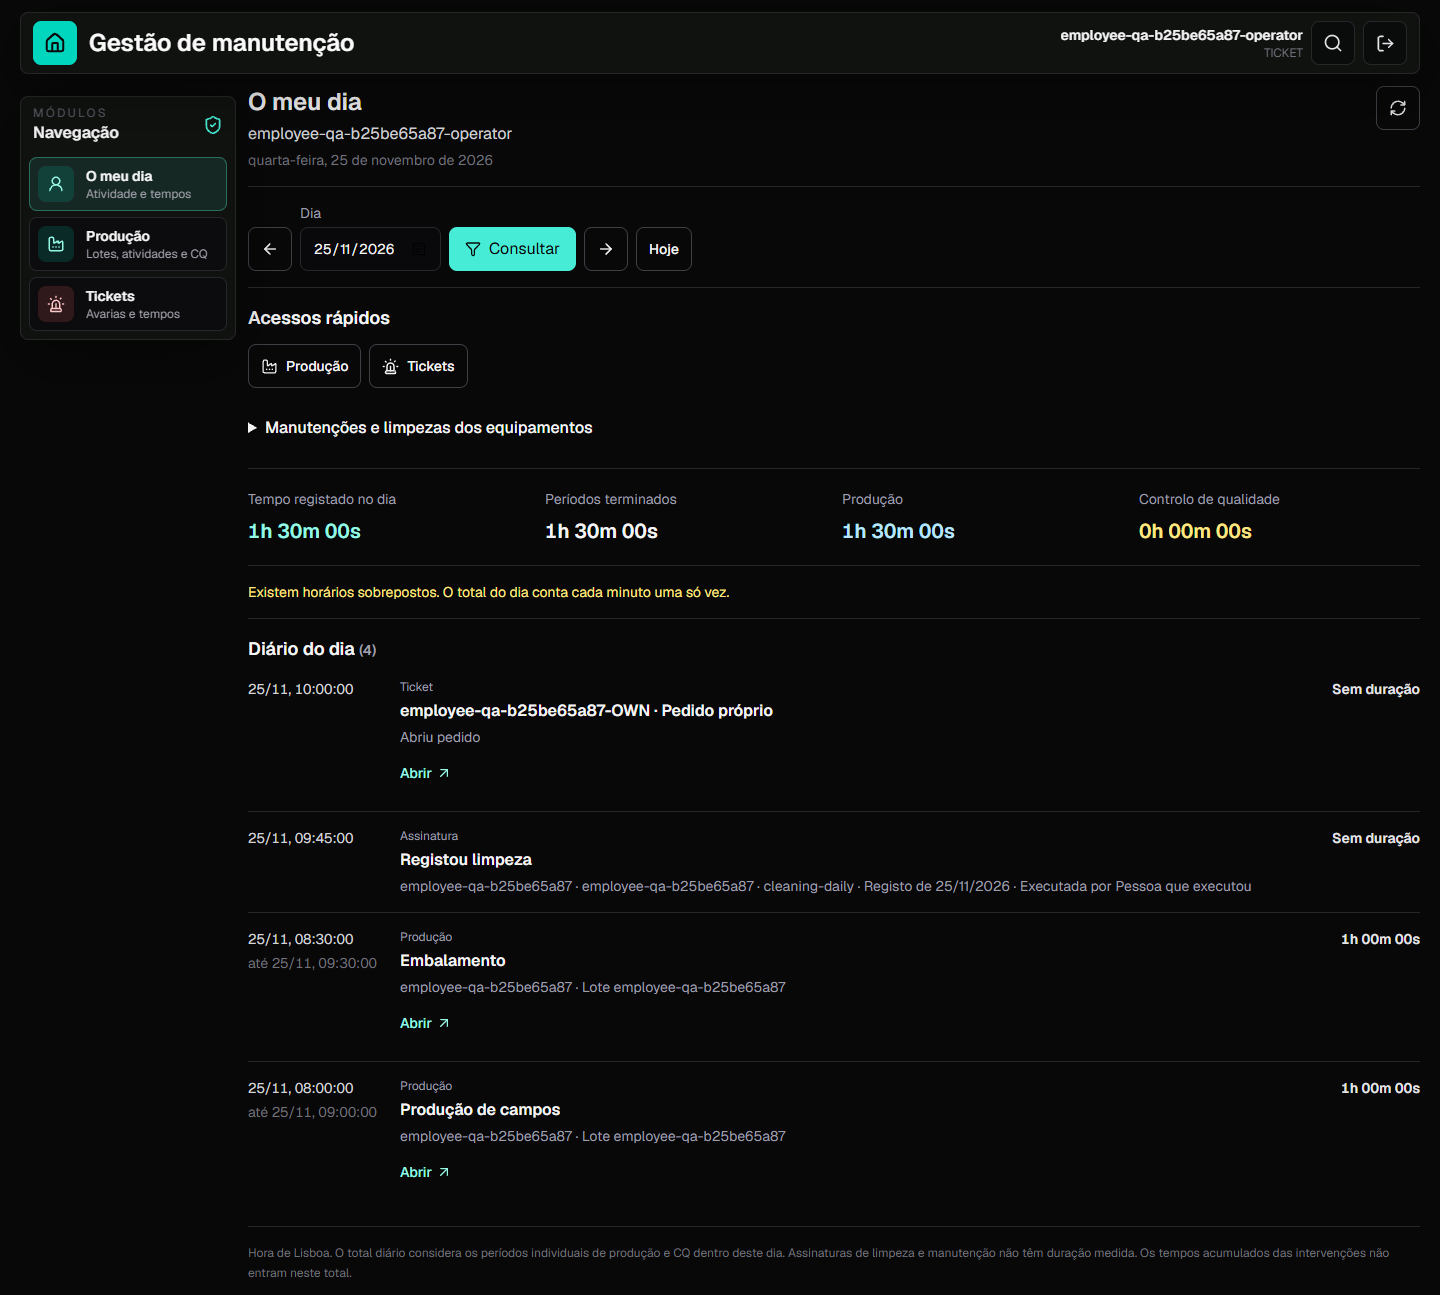 Gestão de manutenção
employee-qa-b25be65a87-operator
TICKET
MÓDULOS
Navegação
O meu dia
Atividade e tempos
Produção
Lotes, atividades e CQ
Tickets
Avarias e tempos
O meu dia
employee-qa-b25be65a87-operator
quarta-feira, 25 de novembro de 2026
Dia
25/11/2026
Consultar
Hoje
Acessos rápidos
Produção
Tickets
Manutenções e limpezas dos equipamentos
Tempo registado no dia
1h 30m 00s
Períodos terminados
1h 30m 00s
Produção
1h 30m 00s
Controlo de qualidade
0h 00m 00s
Existem horários sobrepostos. O total do dia conta cada minuto uma só vez.
Diário do dia (4)
25/11, 10:00:00
Ticket
employee-qa-b25be65a87-OWN · Pedido próprio
Abriu pedido
Abrir
Sem duração
25/11, 09:45:00
Assinatura
Registou limpeza
employee-qa-b25be65a87 · employee-qa-b25be65a87 · cleaning-daily · Registo de 25/11/2026 · Executada por Pessoa que executou
Sem duração
25/11, 08:30:00
até 25/11, 09:30:00
Produção
Embalamento
employee-qa-b25be65a87 · Lote employee-qa-b25be65a87
Abrir
1h 00m 00s
25/11, 08:00:00
até 25/11, 09:00:00
Produção
Produção de campos
employee-qa-b25be65a87 · Lote employee-qa-b25be65a87
Abrir
1h 00m 00s
Hora de Lisboa. O total diário considera os períodos individuais de produção e CQ dentro deste dia. Assinaturas de limpeza e manutenção não têm duração medida. Os tempos acumulados das intervenções não
entram neste total.